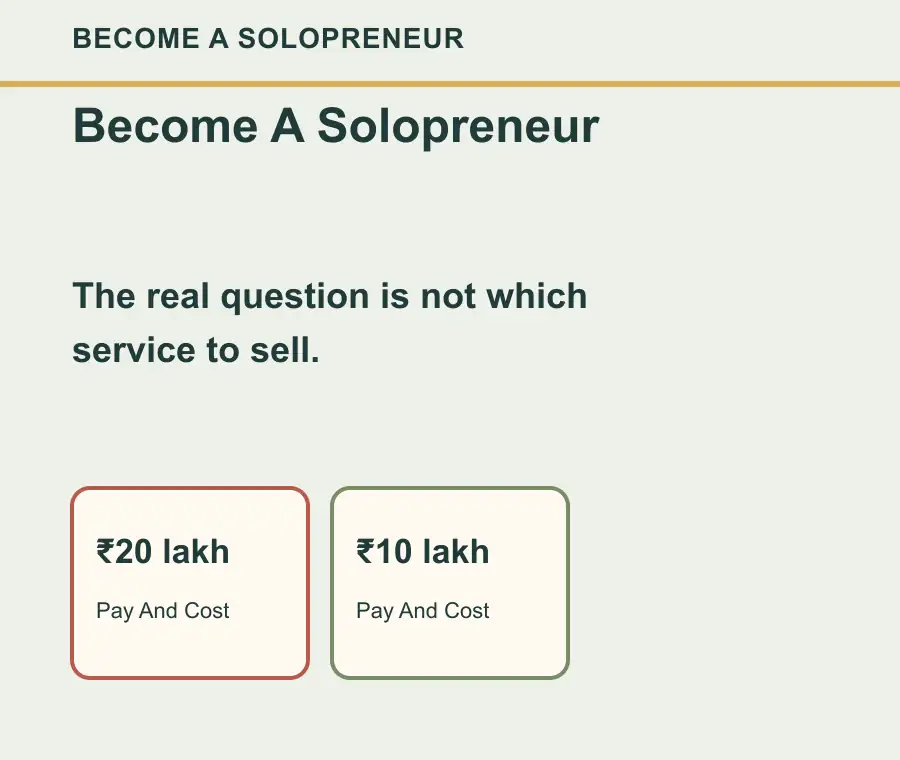 BECOME A SOLOPRENEUR
Become A Solopreneur
The real question is not which
service to sell.
₹20 lakh
Pay And Cost
₹10 lakh
Pay And Cost